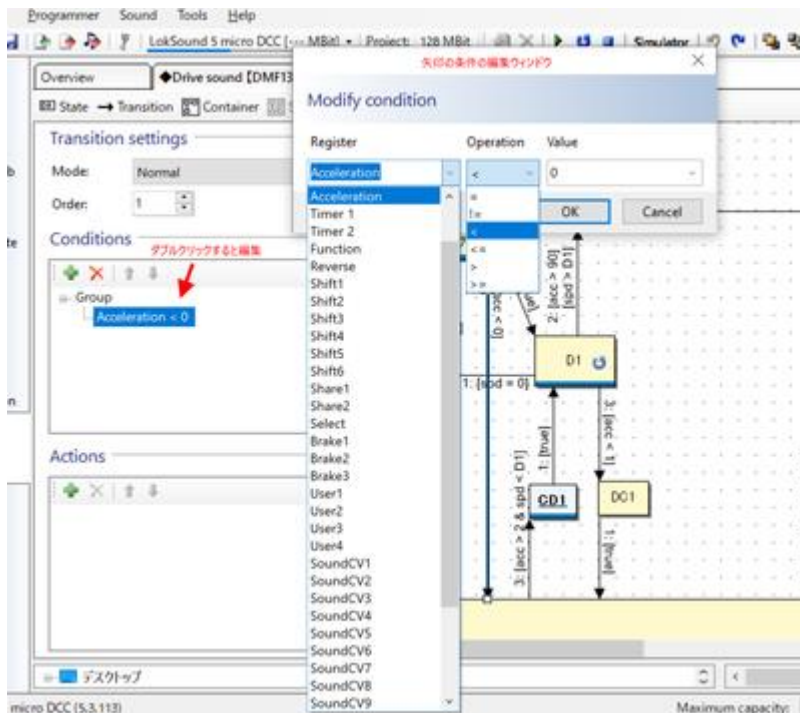 Programmer Sound Tools Help
LokSound 5 micro DCC [--- MBit] Project: 128 MBit Simulator
矢印の条件の編集ウィンドウ
Overview ◆Drive sound [DMF13
State Transition Container
Modify condition
Transition settings
Register Operation Value
Mode: Normal
Acceleration < 0
Order: 1
OK Cancel
Conditions
ダブルクリックすると編集
Group
Acceleration < 0
Acceleration
Timer 1
Timer 2
Function
Reverse
Shift1
Shift2
Shift3
Shift4
Shift5
Shift6
Share1
Share2
Select
Brake1
Brake2
Brake3
User1
User2
User3
User4
SoundCV1
SoundCV2
SoundCV3
SoundCV4
SoundCV5
SoundCV6
SoundCV7
SoundCV8
SoundCV9
=
!=
<
<=
>
>=
2: [acc > 90]
[spd > D1]
D1
1: [spd = 0]
3: [acc < 1]
1: [true]
GD1
DC1
3: [acc > 2 & spd < D1]
1: [true]
Actions
デスクトップ
micro DCC (5.3.113)
Maximum capacity: